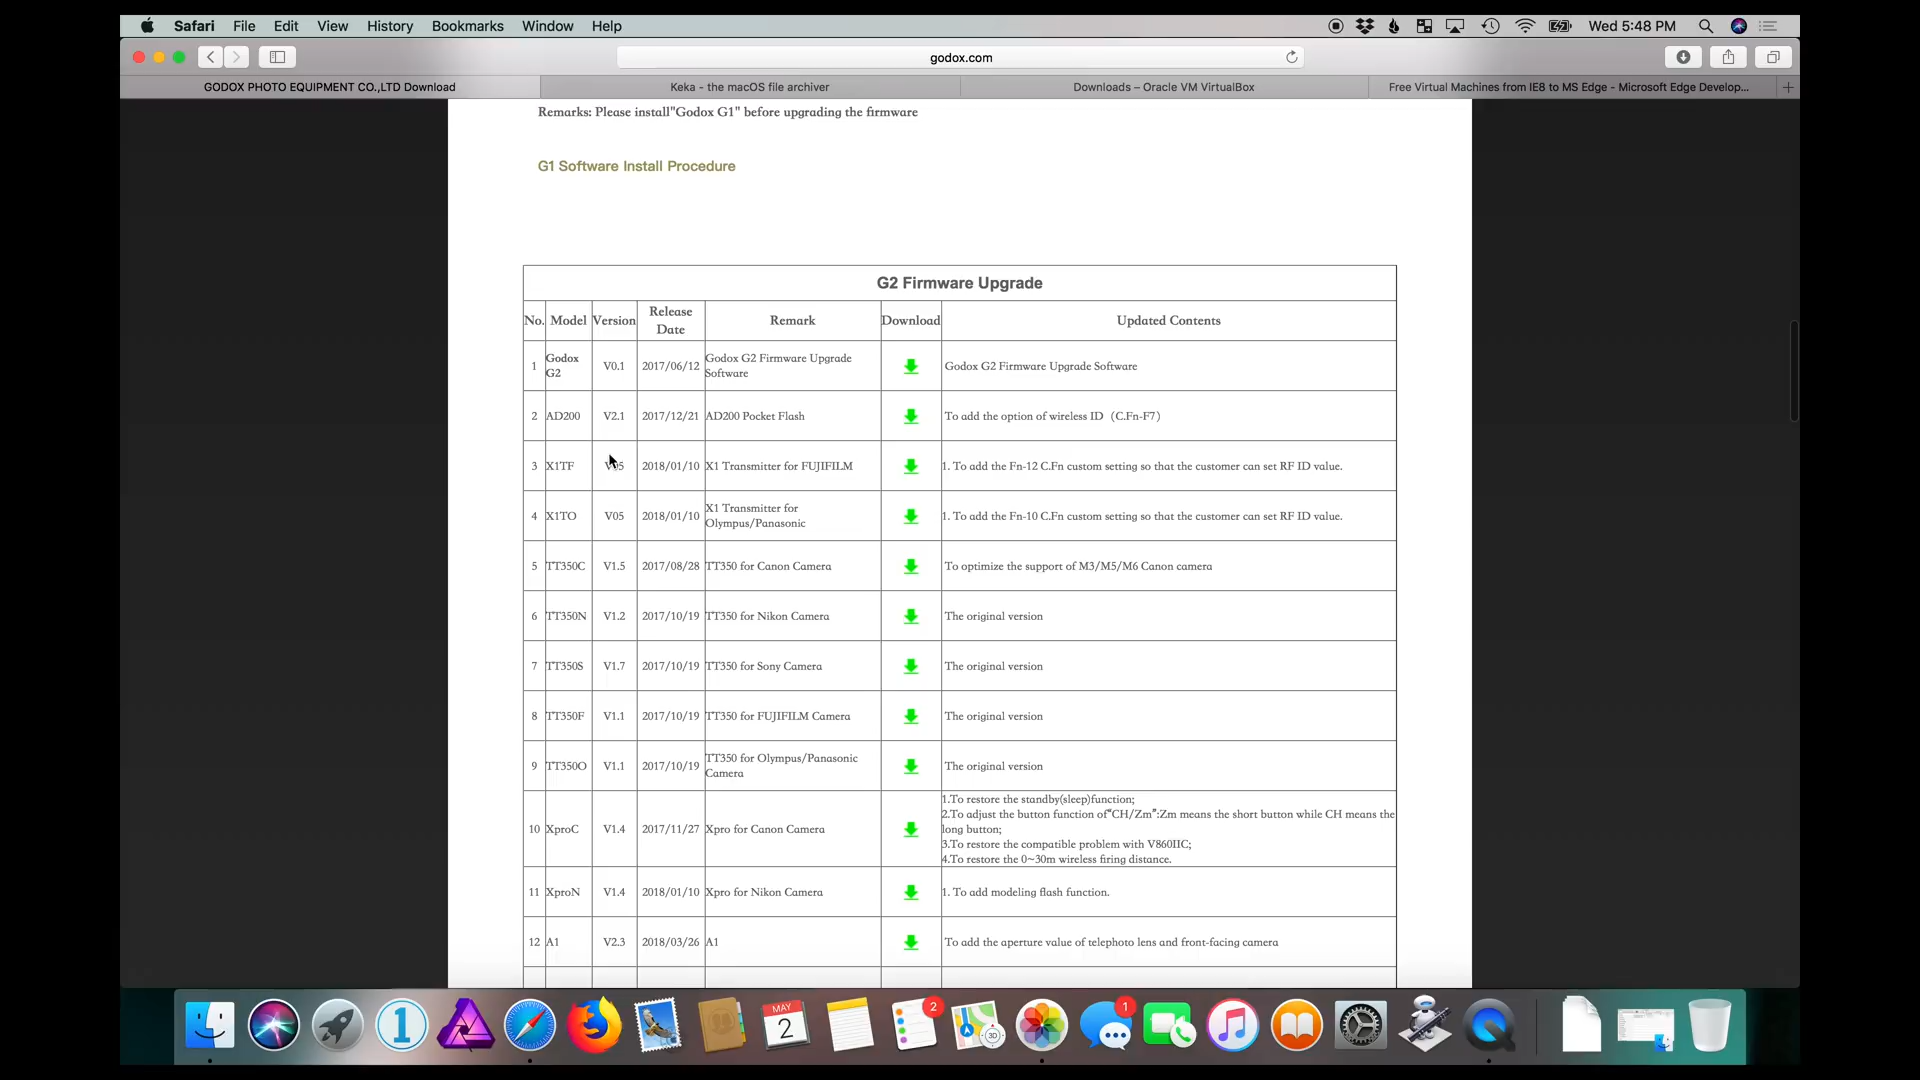 Safari File Edit View History Bookmarks Window Help Wed 5:48 PM
godox.com
GODOX PHOTO EQUIPMENT CO.,LTD Download Keka - the macOS file archiver Downloads – Oracle VM VirtualBox Free Virtual Machines from IE8 to MS Edge - Microsoft Edge Develop...
Remarks: Please install"Godox G1" before upgrading the firmware
G1 Software Install Procedure
G2 Firmware Upgrade
No. Model Version Release Date Remark Download Updated Contents
1 Godox G2 V0.1 2017/06/12 Godox G2 Firmware Upgrade Software Godox G2 Firmware Upgrade Software
2 AD200 V2.1 2017/12/21 AD200 Pocket Flash To add the option of wireless ID（C.Fn-F7）
3 X1TF V05 2018/01/10 X1 Transmitter for FUJIFILM 1. To add the Fn-12 C.Fn custom setting so that the customer can set RF ID value.
4 X1TO V05 2018/01/10 X1 Transmitter for Olympus/Panasonic 1. To add the Fn-10 C.Fn custom setting so that the customer can set RF ID value.
5 TT350C V1.5 2017/08/28 TT350 for Canon Camera To optimize the support of M3/M5/M6 Canon camera
6 TT350N V1.2 2017/10/19 TT350 for Nikon Camera The original version
7 TT350S V1.7 2017/10/19 TT350 for Sony Camera The original version
8 TT350F V1.1 2017/10/19 TT350 for FUJIFILM Camera The original version
9 TT350O V1.1 2017/10/19 TT350 for Olympus/Panasonic Camera The original version
10 XproC V1.4 2017/11/27 Xpro for Canon Camera 1.To restore the standby(sleep)function;
2.To adjust the button function of“CH/Zm”:Zm means the short button while CH means the
long button;
3.To restore the compatible problem with V860IIC;
4.To restore the 0~30m wireless firing distance.
11 XproN V1.4 2018/01/10 Xpro for Nikon Camera 1. To add modeling flash function.
12 A1 V2.3 2018/03/26 A1 To add the aperture value of telephoto lens and front-facing camera
1 MAY 2 2 3D 1